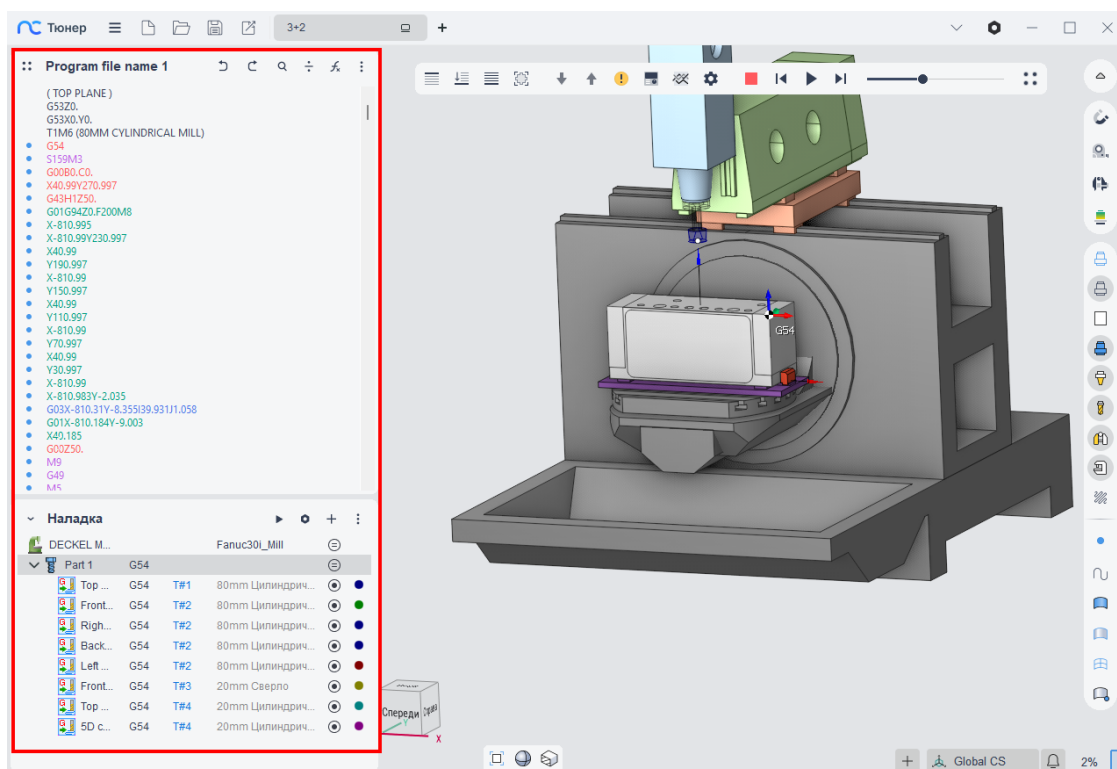 Тюнер
3+2
Program file name 1
( TOP PLANE )
G53Z0.
G53X0.Y0.
T1M6 (80MM CYLINDRICAL MILL)
G54
S159M3
G00B0.C0.
X40.99Y270.997
G43H1Z50.
G01G94Z0.F200M8
X-810.995
X-810.99Y230.997
X40.99
Y190.997
X-810.99
Y150.997
X40.99
Y110.997
X-810.99
Y70.997
X40.99
Y30.997
X-810.99
X-810.983Y-2.035
G03X-810.31Y-8.355I39.931J1.058
G01X-810.184Y-9.003
X49.185
G00Z50.
M9
G49
M5
Наладка
DECKEL M... Fanuc30i_Mill
Part 1 G54
Top ... G54 T#1 80mm Цилиндрич...
Front... G54 T#2 80mm Цилиндрич...
Righ... G54 T#2 80mm Цилиндрич...
Back... G54 T#2 80mm Цилиндрич...
Left ... G54 T#2 80mm Цилиндрич...
Front... G54 T#3 20mm Сверло
Top ... G54 T#4 20mm Цилиндрич...
5D c... G54 T#4 20mm Цилиндрич...
G54
Спереди
Y
X
Global CS
2%